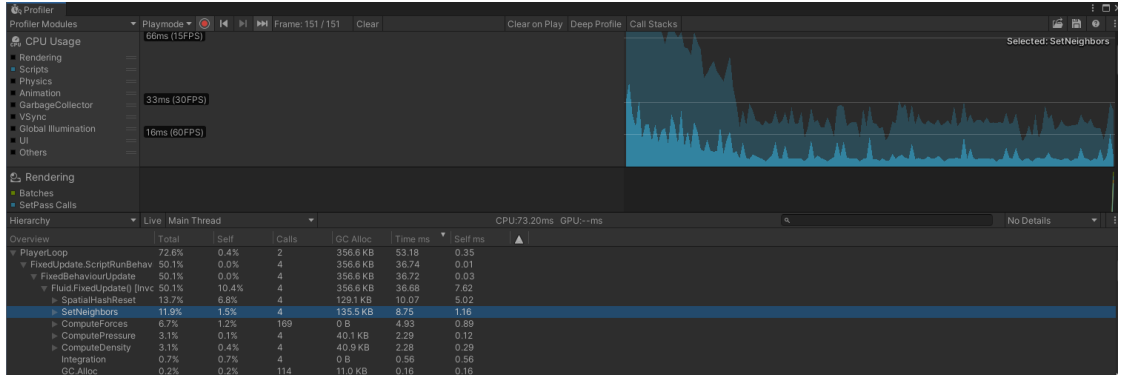 Profiler
Profiler Modules Playmode Frame: 151 / 151 Clear Clear on Play Deep Profile Call Stacks
CPU Usage
Rendering
Scripts
Physics
Animation
GarbageCollector
VSync
Global Illumination
UI
Others
66ms (15FPS)
33ms (30FPS)
16ms (60FPS)
Selected: SetNeighbors
Rendering
Batches
SetPass Calls
Hierarchy Live Main Thread CPU:73.20ms GPU:--ms No Details
Overview Total Self Calls GC Alloc Time ms Self ms
PlayerLoop 72.6% 0.4% 2 356.6 KB 53.18 0.35
FixedUpdate.ScriptRunBehav 50.1% 0.0% 4 356.6 KB 36.74 0.01
FixedBehaviourUpdate 50.1% 0.0% 4 356.6 KB 36.72 0.03
Fluid.FixedUpdate() [Invc 50.1% 10.4% 4 356.6 KB 36.68 7.62
SpatialHashReset 13.7% 6.8% 4 129.1 KB 10.07 5.02
SetNeighbors 11.9% 1.5% 4 135.5 KB 8.75 1.16
ComputeForces 6.7% 1.2% 169 0 B 4.93 0.89
ComputePressure 3.1% 0.1% 4 40.1 KB 2.29 0.12
ComputeDensity 3.1% 0.4% 4 40.9 KB 2.28 0.29
Integration 0.7% 0.7% 4 0 B 0.56 0.56
GC.Alloc 0.2% 0.2% 114 11.0 KB 0.16 0.16